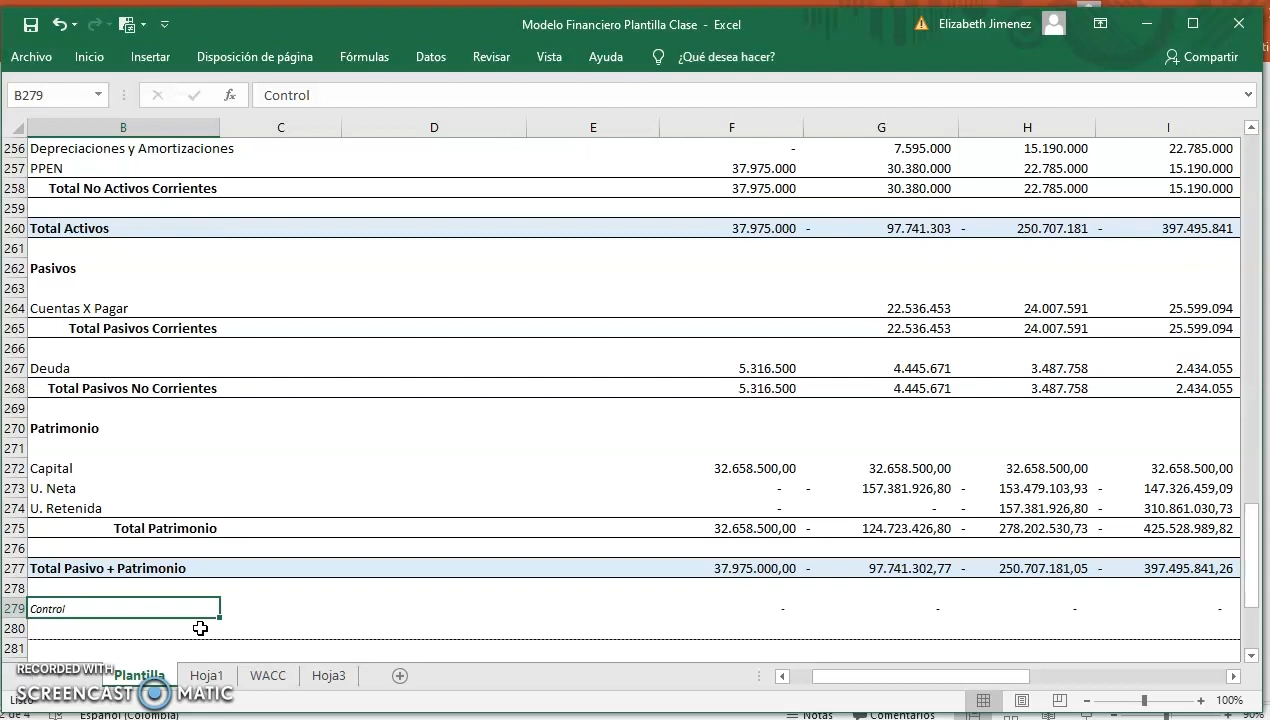 Modelo Financiero Plantilla Clase - Excel
Elizabeth Jimenez
Archivo Inicio Insertar Disposición de página Fórmulas Datos Revisar Vista Ayuda ¿Qué desea hacer? Compartir
B279 fx Control
B C D E F G H I
256 Depreciaciones y Amortizaciones - 7.595.000 15.190.000 22.785.000
257 PPEN 37.975.000 30.380.000 22.785.000 15.190.000
258 Total No Activos Corrientes 37.975.000 30.380.000 22.785.000 15.190.000
259
260 Total Activos 37.975.000 - 97.741.303 - 250.707.181 - 397.495.841
261
262 Pasivos
263
264 Cuentas X Pagar 22.536.453 24.007.591 25.599.094
265 Total Pasivos Corrientes 22.536.453 24.007.591 25.599.094
266
267 Deuda 5.316.500 4.445.671 3.487.758 2.434.055
268 Total Pasivos No Corrientes 5.316.500 4.445.671 3.487.758 2.434.055
269
270 Patrimonio
271
272 Capital 32.658.500,00 32.658.500,00 32.658.500,00 32.658.500,00
273 U. Neta - - 157.381.926,80 - 153.479.103,93 - 147.326.459,09
274 U. Retenida - - - 157.381.926,80 - 310.861.030,73
275 Total Patrimonio 32.658.500,00 - 124.723.426,80 - 278.202.530,73 - 425.528.989,82
276
277 Total Pasivo + Patrimonio 37.975.000,00 - 97.741.302,77 - 250.707.181,05 - 397.495.841,26
278
279 Control - - - -
280
281
Plantilla Hoja1 WACC Hoja3
RECORDED WITH
SCREENCAST MATIC
Listo 100%
2 de 4 Español (Colombia) Notas Comentarios 90%